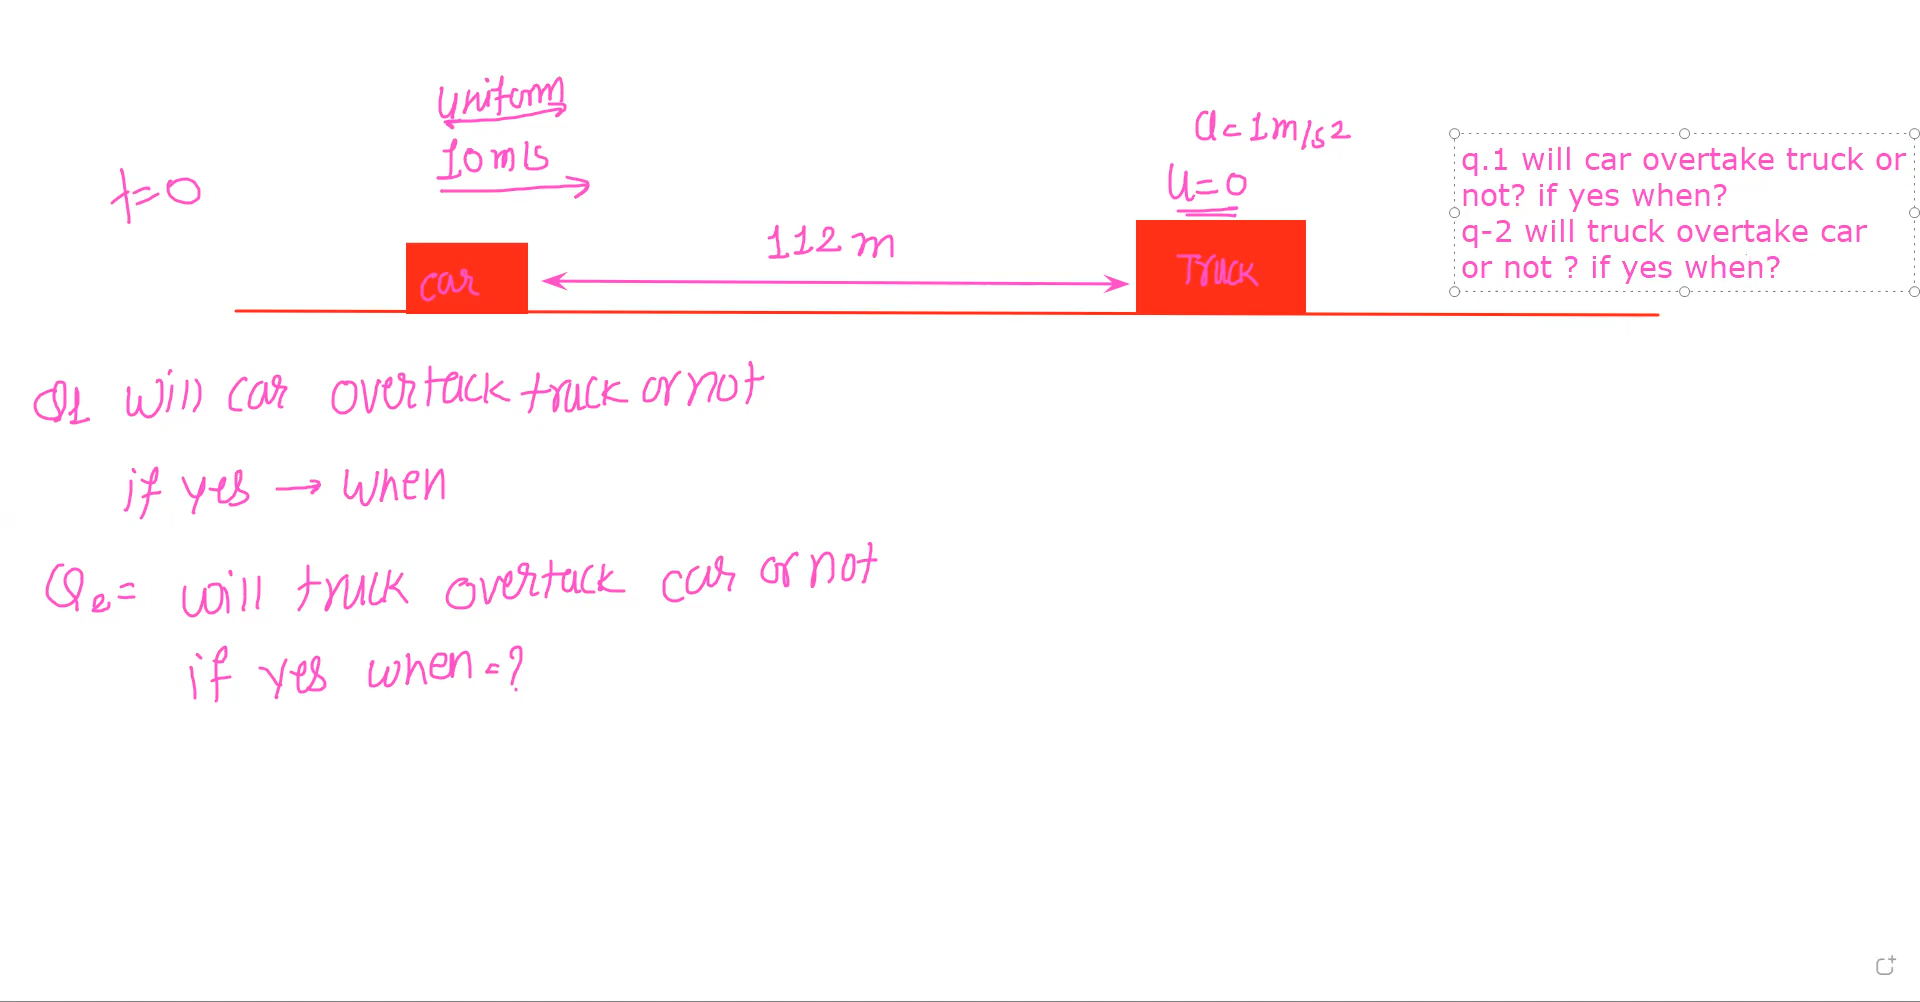 uniform
10 m/s
t=0
a=1m/s2
u=0
112 m
car
Truck
q.1 will car overtake truck or
not? if yes when?
q-2 will truck overtake car
or not ? if yes when?
Q1 will car overtack truck or not
if yes → when
Q2= will truck overtack car or not
if yes when=?